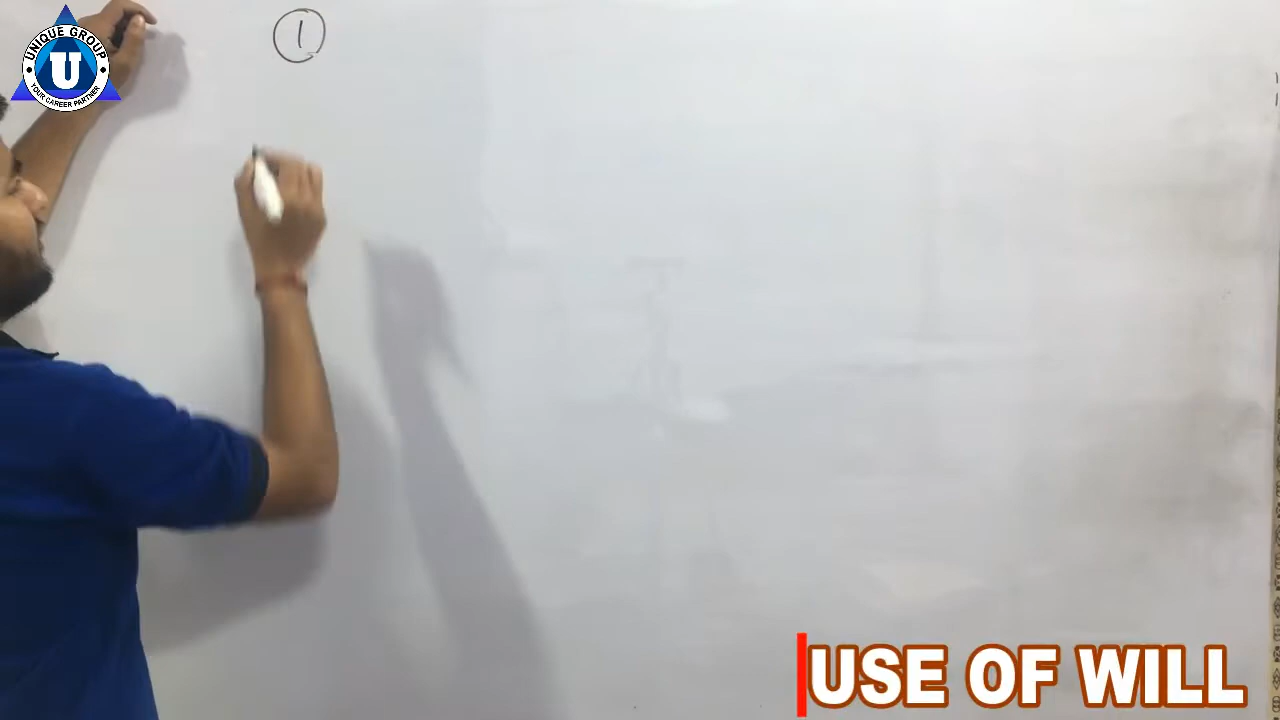 UNIQUE GROUP
U
YOUR CAREER PARTNER
1
USE OF WILL